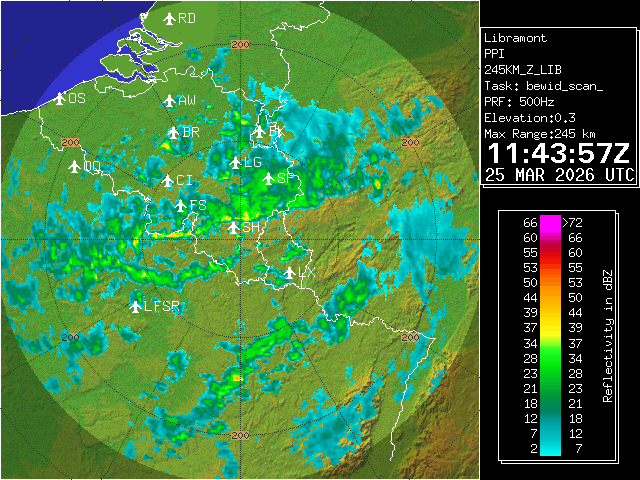 RD
200
OS
AW
BR
BK
200
200
LG
CI
SP
FS
SH
LX
LFSR
200
200
200
Libramont
PPI
245KM_Z_LIB
Task: bewid_scan_
PRF: 500Hz
Elevation:0.3
Max Range:245 km
11:43:57Z
25 MAR 2026 UTC
66 >72
60 66
55 60
53 55
50 53
44 50
39 44
37 39
34 37
28 34
23 28
21 23
18 21
12 18
7 12
2 7
Reflectivity in dBZ